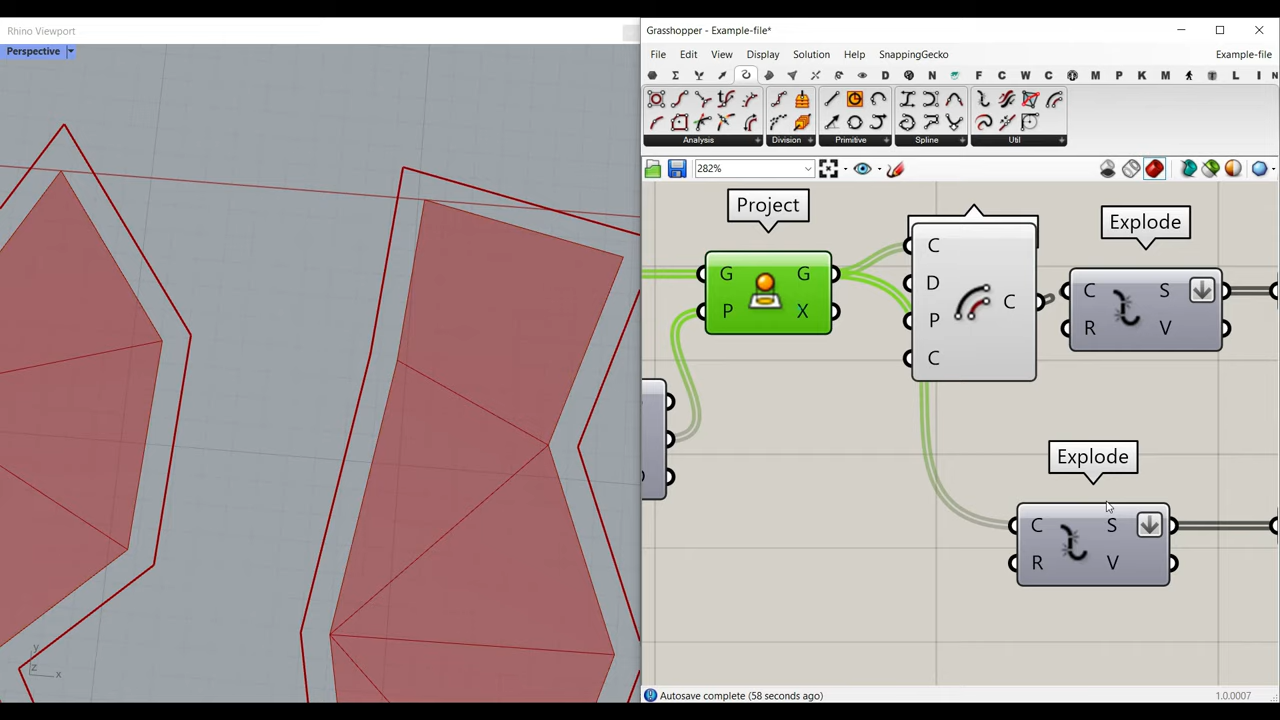 Rhino Viewport
Perspective
y
z
x
Grasshopper - Example-file*
File Edit View Display Solution Help SnappingGecko Example-file
D N F C W C M P K M L I N
Analysis Division Primitive Spline Util
282%
Project
G G
P X
C
D
P
C
C
Explode
C S
R V
Explode
C S
R V
Autosave complete (58 seconds ago)
1.0.0007